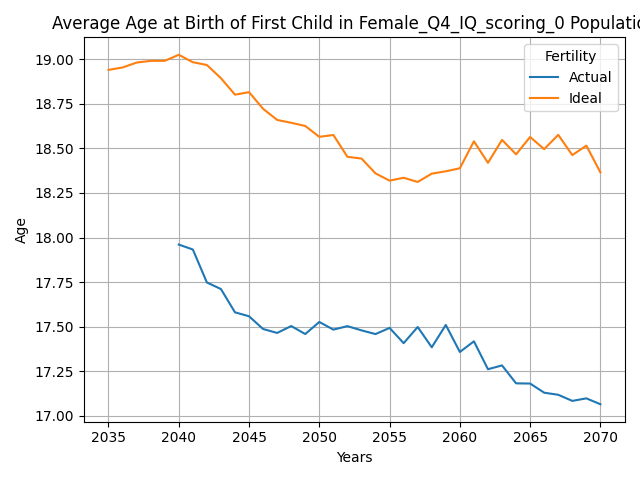 Average Age at Birth of First Child in Female_Q4_IQ_scoring_0 Populatio
Fertility
Actual
Ideal
19.00
18.75
18.50
18.25
18.00
17.75
17.50
17.25
17.00
Age
2035 2040 2045 2050 2055 2060 2065 2070
Years